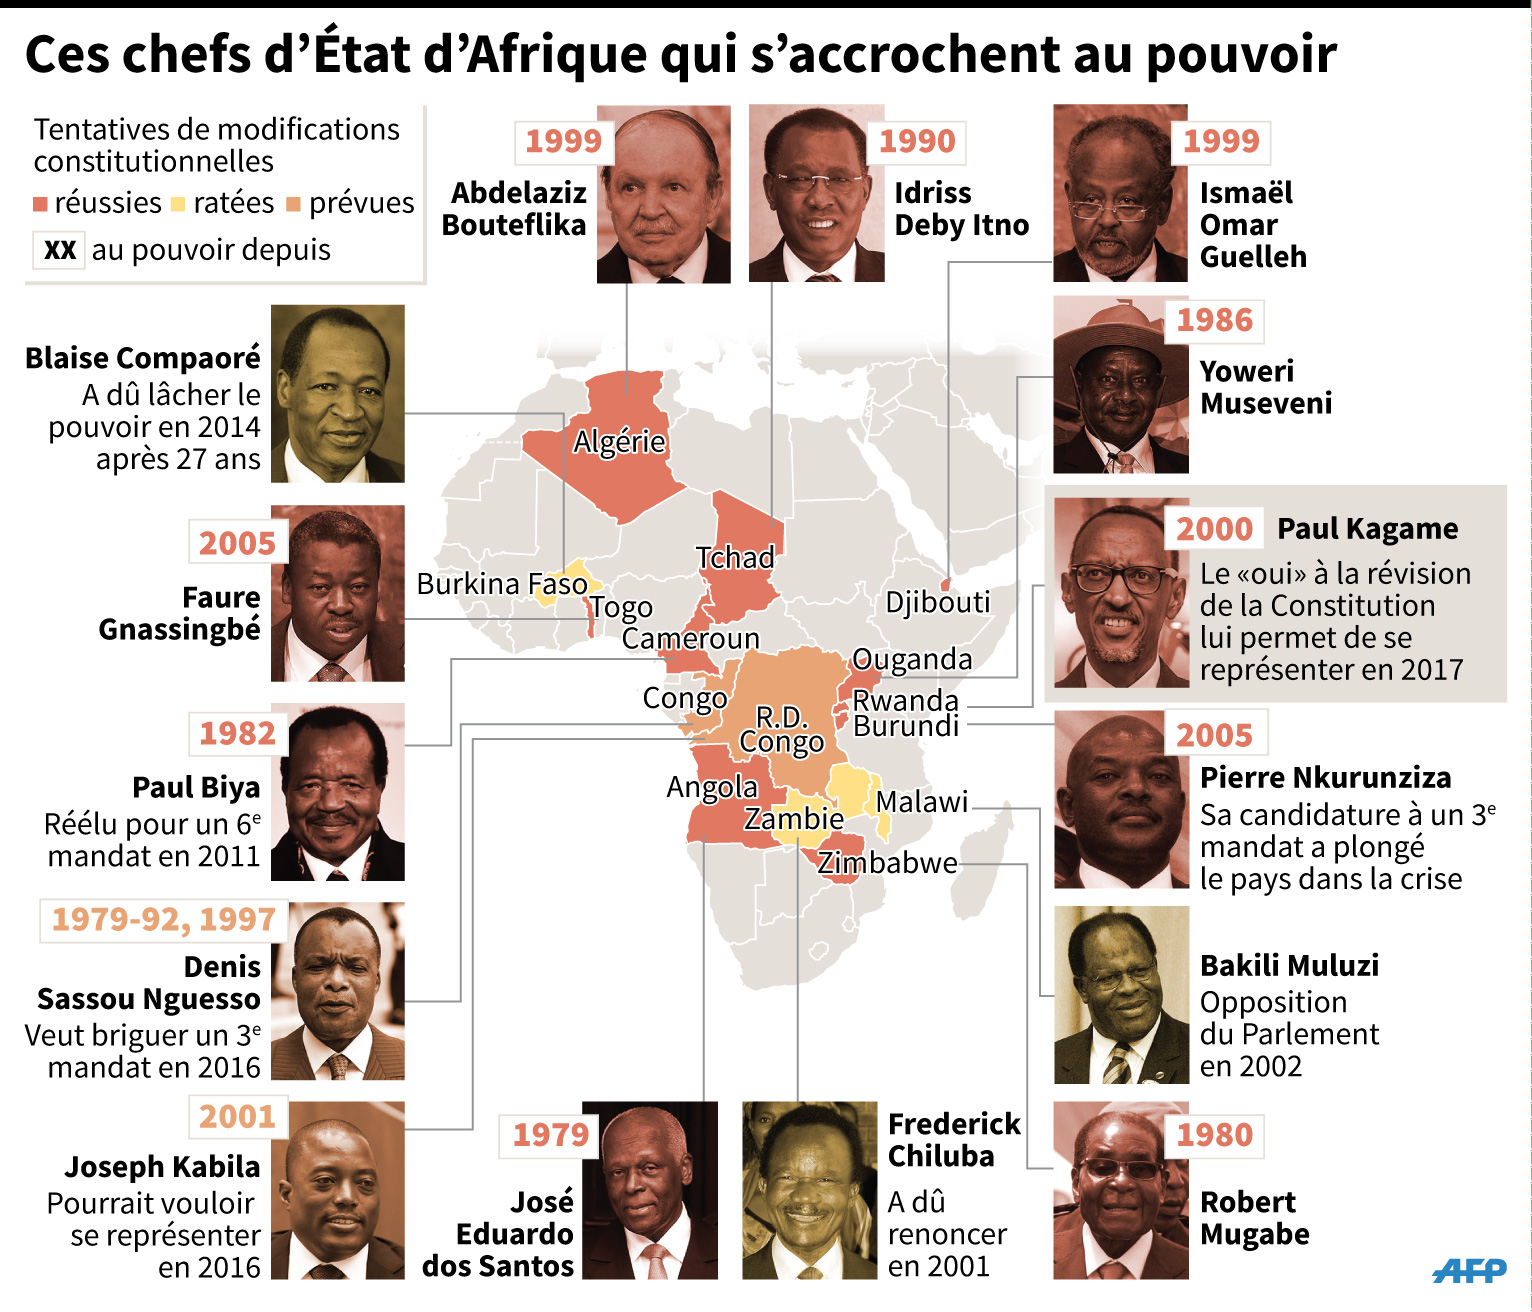 Ces chefs d’État d’Afrique qui s’accrochent au pouvoir
Tentatives de modifications
constitutionnelles
réussies ratées prévues
XX au pouvoir depuis
1999
Abdelaziz
Bouteflika
1990
Idriss
Deby Itno
1999
Ismaël
Omar
Guelleh
1986
Yoweri
Museveni
2000 Paul Kagame
Le «oui» à la révision
de la Constitution
lui permet de se
représenter en 2017
2005
Pierre Nkurunziza
Sa candidature à un 3e
mandat a plongé
le pays dans la crise
Bakili Muluzi
Opposition
du Parlement
en 2002
1980
Robert
Mugabe
Blaise Compaoré
A dû lâcher le
pouvoir en 2014
après 27 ans
2005
Faure
Gnassingbé
1982
Paul Biya
Réélu pour un 6e
mandat en 2011
1979-92, 1997
Denis
Sassou Nguesso
Veut briguer un 3e
mandat en 2016
2001
Joseph Kabila
Pourrait vouloir
se représenter
en 2016
1979
José
Eduardo
dos Santos
Frederick
Chiluba
A dû
renoncer
en 2001
Algérie
Tchad
Burkina Faso
Togo
Cameroun
Djibouti
Ouganda
Congo
Rwanda
R.D.
Congo
Burundi
Angola
Malawi
Zambie
Zimbabwe
AFP